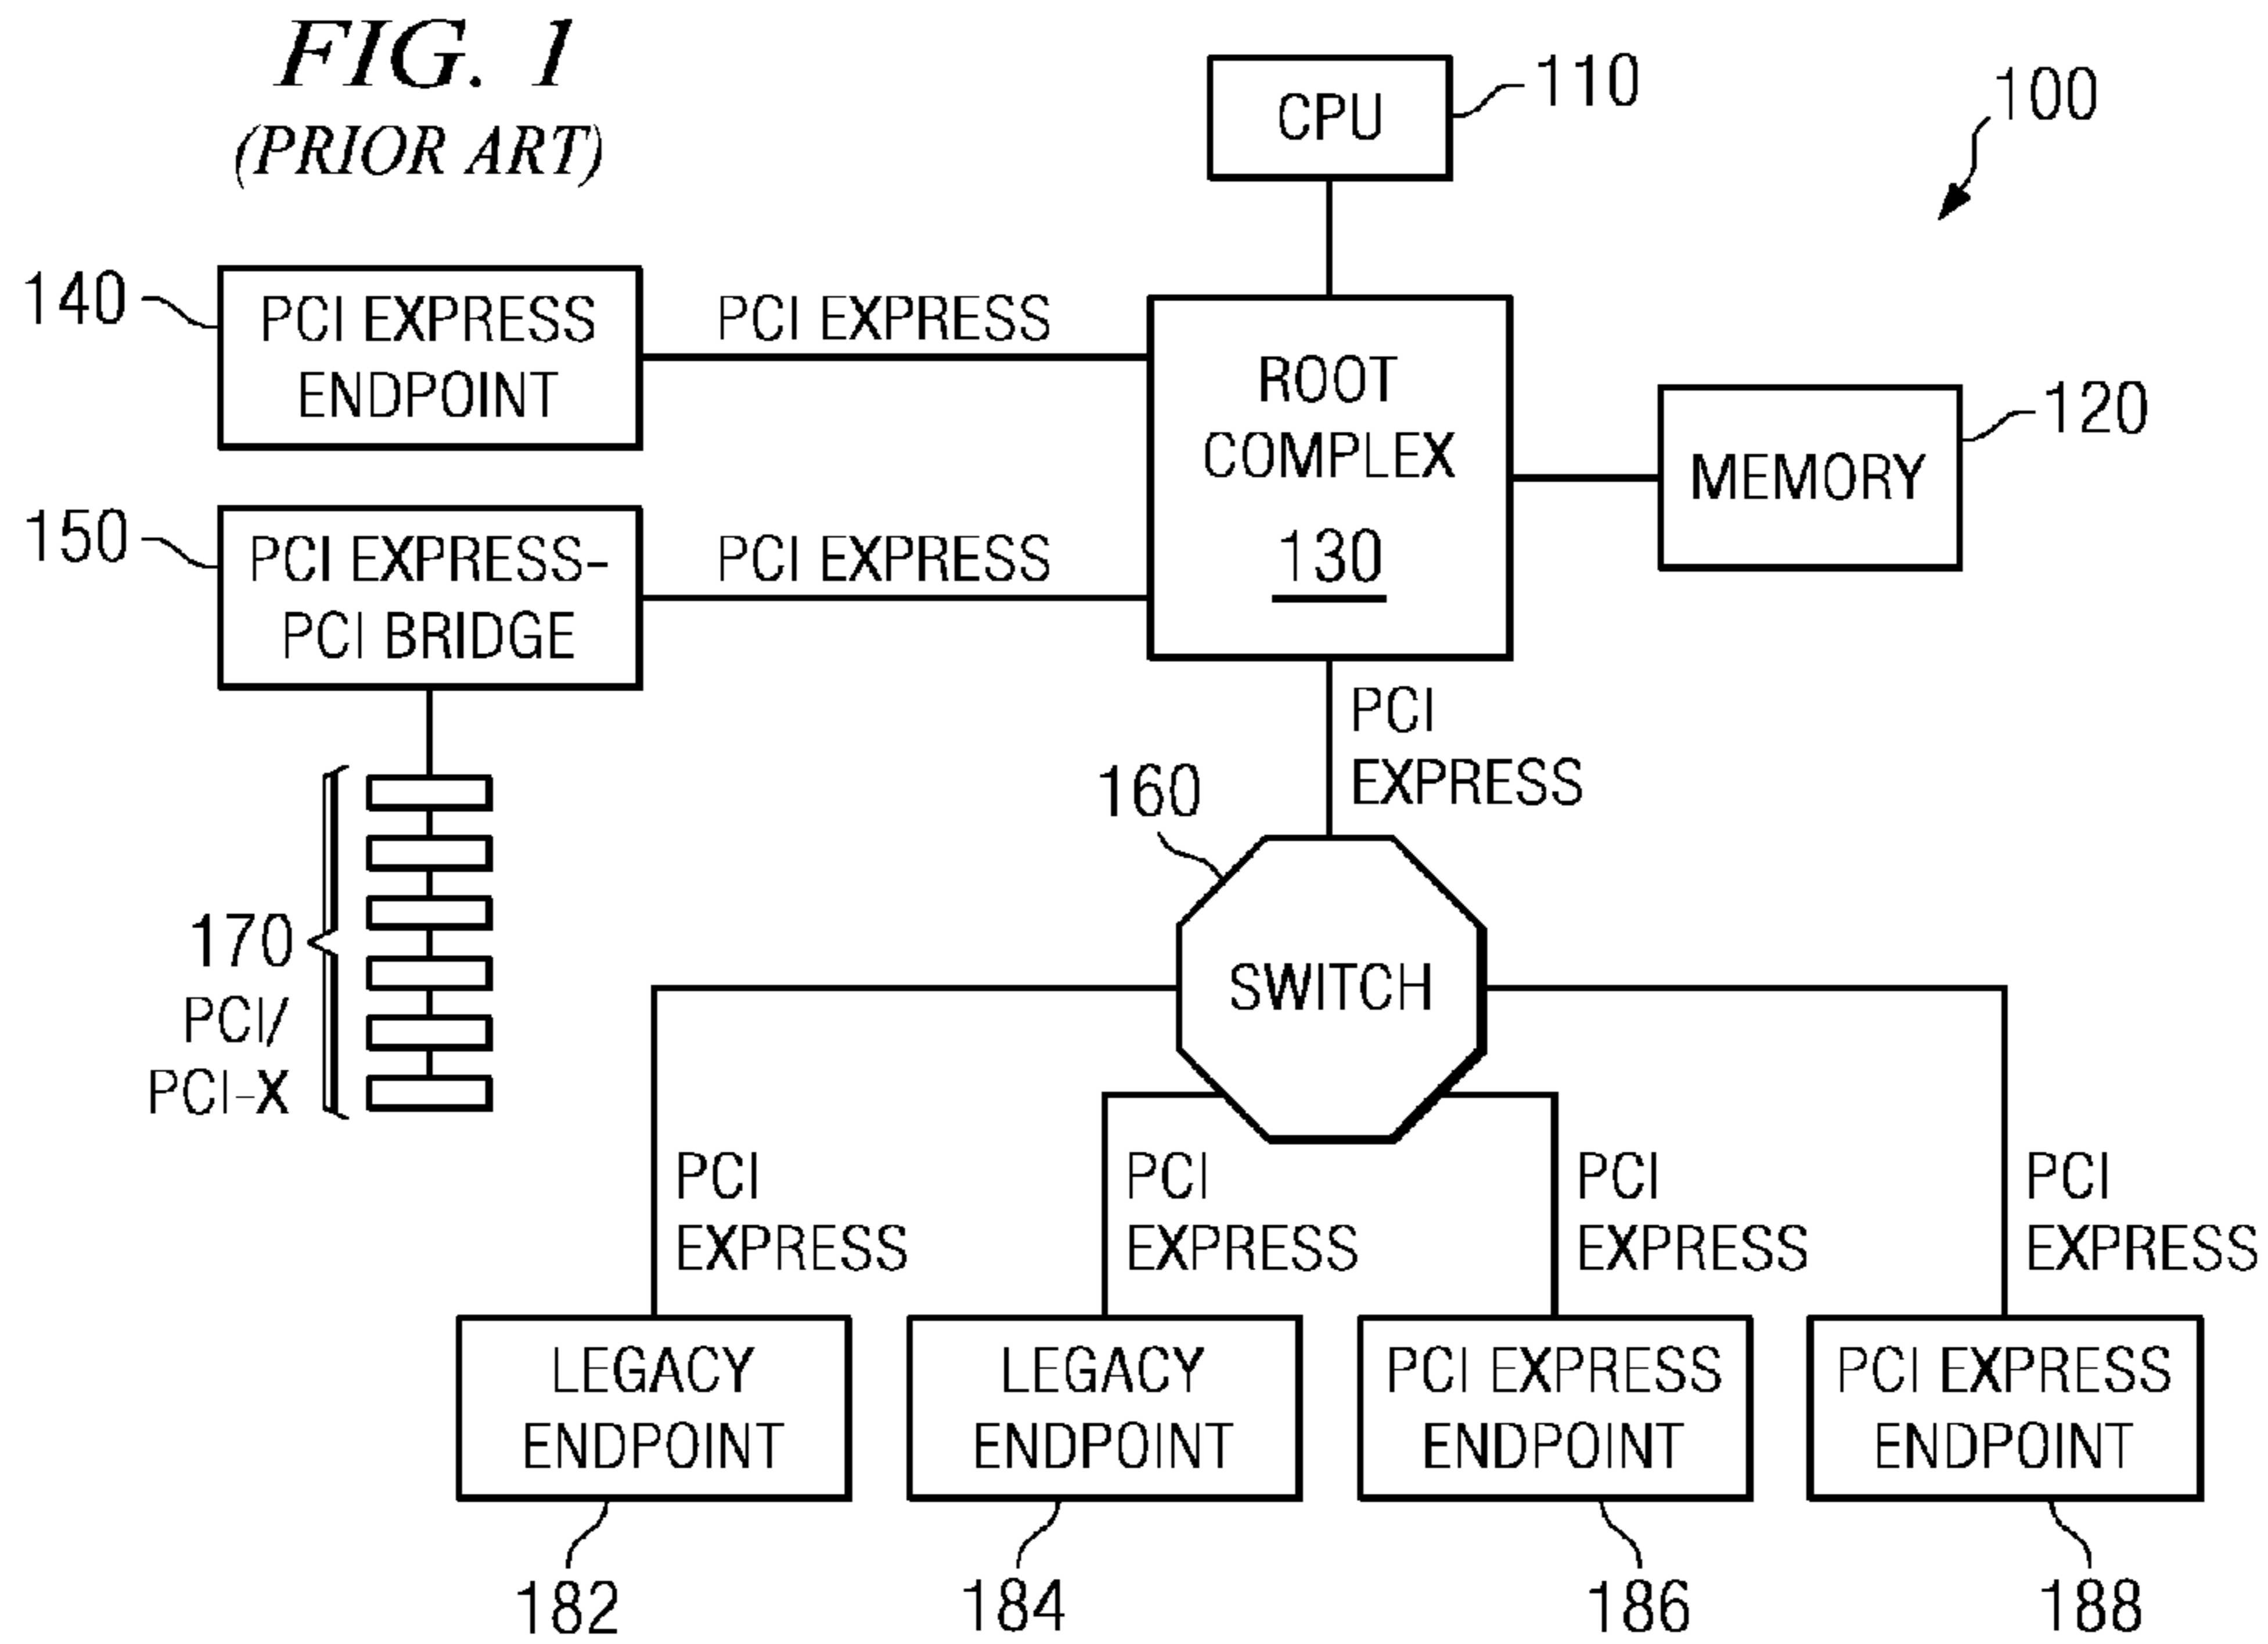 FIG. 1
(PRIOR ART)
CPU
110
100
140
PCI EXPRESS
ENDPOINT
PCI EXPRESS
ROOT
COMPLEX
130
MEMORY
120
150
PCI EXPRESS-
PCI BRIDGE
PCI EXPRESS
PCI
EXPRESS
160
170
PCI/
PCI-X
SWITCH
PCI
EXPRESS
PCI
EXPRESS
PCI
EXPRESS
PCI
EXPRESS
LEGACY
ENDPOINT
LEGACY
ENDPOINT
PCI EXPRESS
ENDPOINT
PCI EXPRESS
ENDPOINT
182
184
186
188